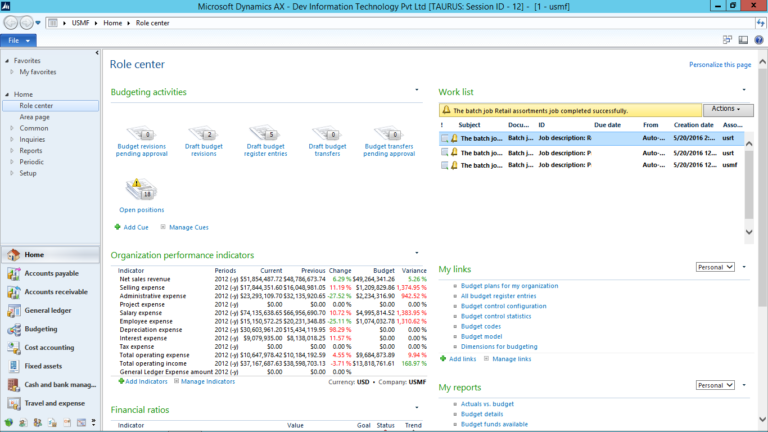 Microsoft Dynamics AX - Dev Information Technology Pvt Ltd [TAURUS: Session ID - 12] - [1 - usmf]
USMF ▸ Home ▸ Role center
File
Favorites
My favorites
Home
Role center
Area page
Common
Inquiries
Reports
Periodic
Setup
Home
Accounts payable
Accounts receivable
General ledger
Budgeting
Cost accounting
Fixed assets
Cash and bank manag...
Travel and expense
Role center
Personalize this page
Budgeting activities
0
Budget revisions
pending approval
2
Draft budget
revisions
5
Draft budget
register entries
0
Draft budget
transfers
0
Budget transfers
pending approval
18
Open positions
Add Cue
Manage Cues
Organization performance indicators
Indicator Periods Current Previous Change Budget Variance
Net sales revenue 2012 (-y) $51,854,487.72 $48,786,673.74 6.29 % $49,264,341.26 5.26 %
Selling expense 2012 (-y) $17,844,351.60 $16,048,981.05 11.19 % $1,209,829.86 1,374.95 %
Administrative expense 2012 (-y) $23,293,109.70 $32,135,920.65 -27.52 % $2,234,316.90 942.52 %
Project expense 2012 (-y) $0.00 $0.00 0.00 % $0.00 0.00 %
Salary expense 2012 (-y) $74,135,638.65 $66,956,690.70 10.72 % $4,995,814.52 1,383.95 %
Employee expense 2012 (-y) $15,150,572.25 $20,231,348.85 -25.11 % $1,074,032.78 1,310.62 %
Depreciation expense 2012 (-y) $30,603,961.20 $15,434,119.95 98.29 % $0.00 0.00 %
Interest expense 2012 (-y) $9,079,935.00 $8,138,018.25 11.57 % $0.00 0.00 %
Tax expense 2012 (-y) $0.00 $0.00 0.00 % $0.00 0.00 %
Total operating expense 2012 (-y) $10,647,978.42 $10,184,192.59 4.55 % $9,684,873.89 9.94 %
Total operating income 2012 (-y) $37,167,687.63 $38,598,703.13 -3.71 % $13,818,761.61 168.97 %
General Ledger Expense amount 2012 (-y) $0.00 $0.00 0.00 % $0.00 0.00 %
Add Indicators
Manage Indicators
Currency: USD • Company: USMF
Financial ratios
Indicator Value Goal Status Trend
Work list
The batch job Retail assortments job completed successfully.
Actions
! Subject Docu... ID Due date From Creation date Asso...
The batch jo... Batch j... Job description: R Auto-... 5/20/2016 2:... usrt
The batch jo... Batch j... Job description: P Auto-... 5/20/2016 12... usrt
The batch jo... Batch j... Job description: P Auto-... 5/20/2016 12... usmf
My links
Personal
Budget plans for my organization
All budget register entries
Budget control configuration
Budget control statistics
Budget codes
Budget model
Dimensions for budgeting
Add links
Manage links
My reports
Personal
Actuals vs. budget
Budget details
Budget funds available